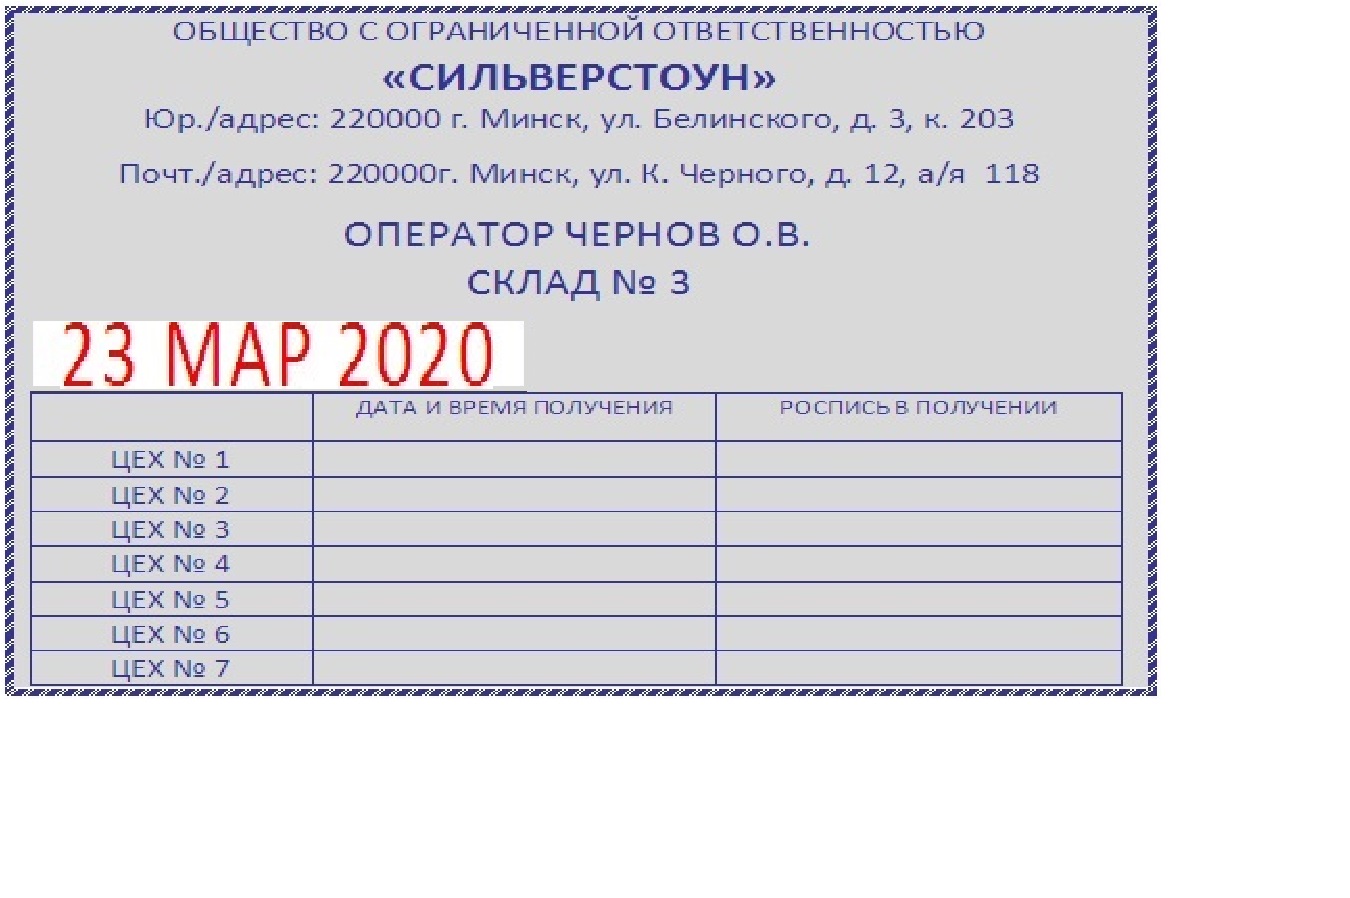 ОБЩЕСТВО С ОГРАНИЧЕННОЙ ОТВЕТСТВЕННОСТЬЮ
«СИЛЬВЕРСТОУН»
Юр./адрес: 220000 г. Минск, ул. Белинского, д. 3, к. 203
Почт./адрес: 220000г. Минск, ул. К. Черного, д. 12, а/я 118
ОПЕРАТОР ЧЕРНОВ О.В.
СКЛАД № 3
23 МАР 2020
ДАТА И ВРЕМЯ ПОЛУЧЕНИЯ РОСПИСЬ В ПОЛУЧЕНИИ
ЦЕХ № 1
ЦЕХ № 2
ЦЕХ № 3
ЦЕХ № 4
ЦЕХ № 5
ЦЕХ № 6
ЦЕХ № 7